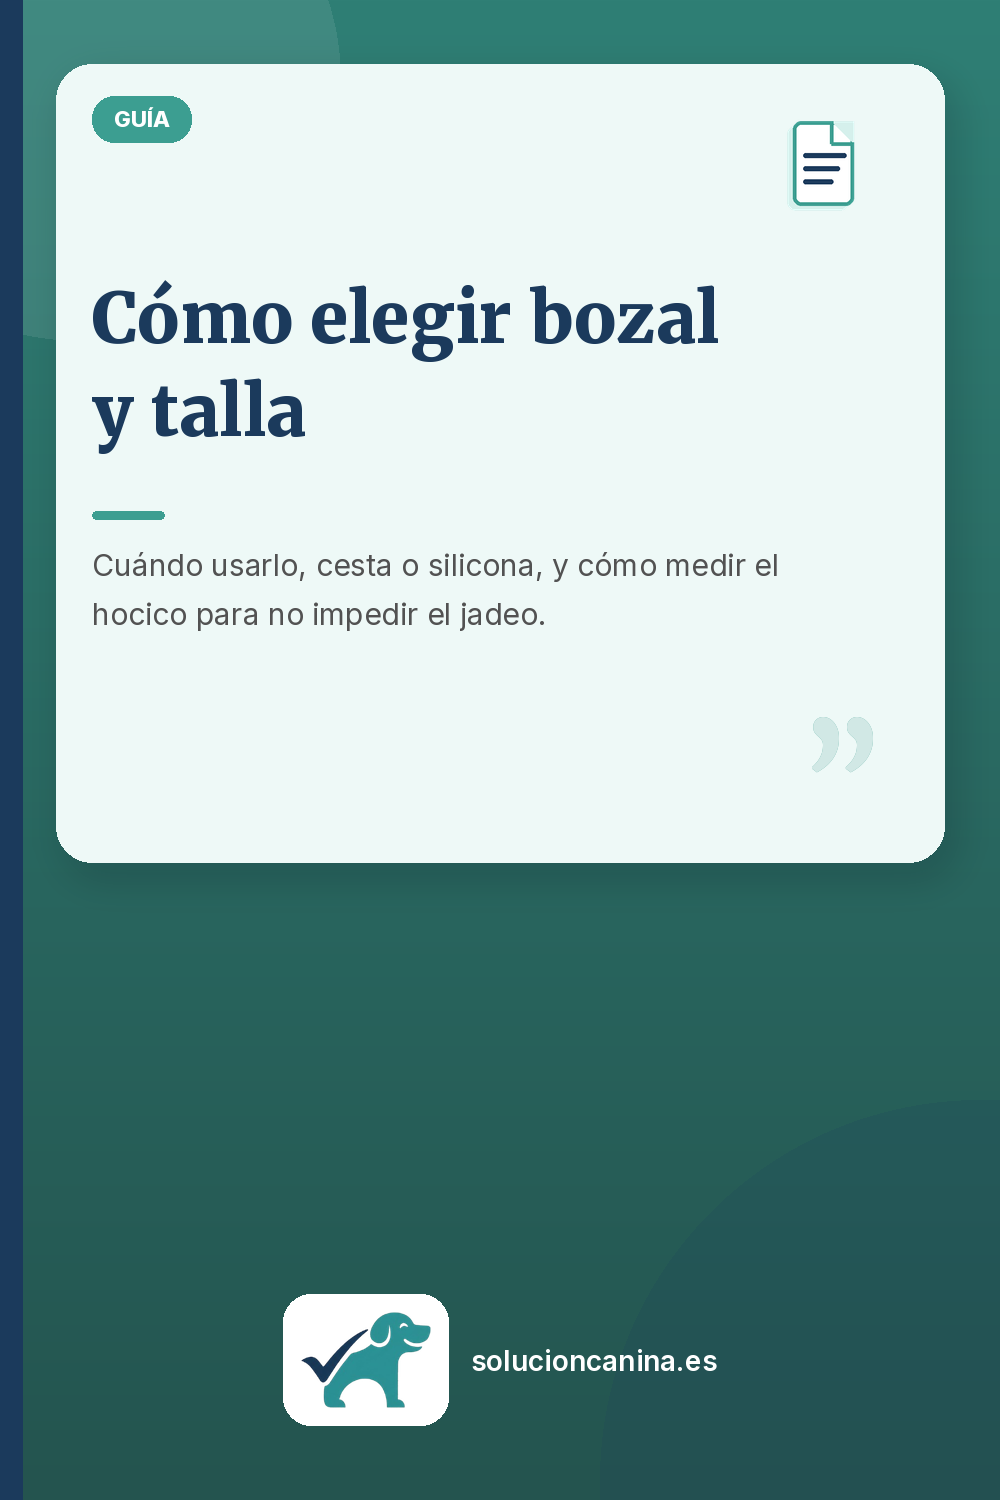 GUÍA
Cómo elegir bozal
y talla
Cuándo usarlo, cesta o silicona, y cómo medir el
hocico para no impedir el jadeo.
”
solucioncanina.es